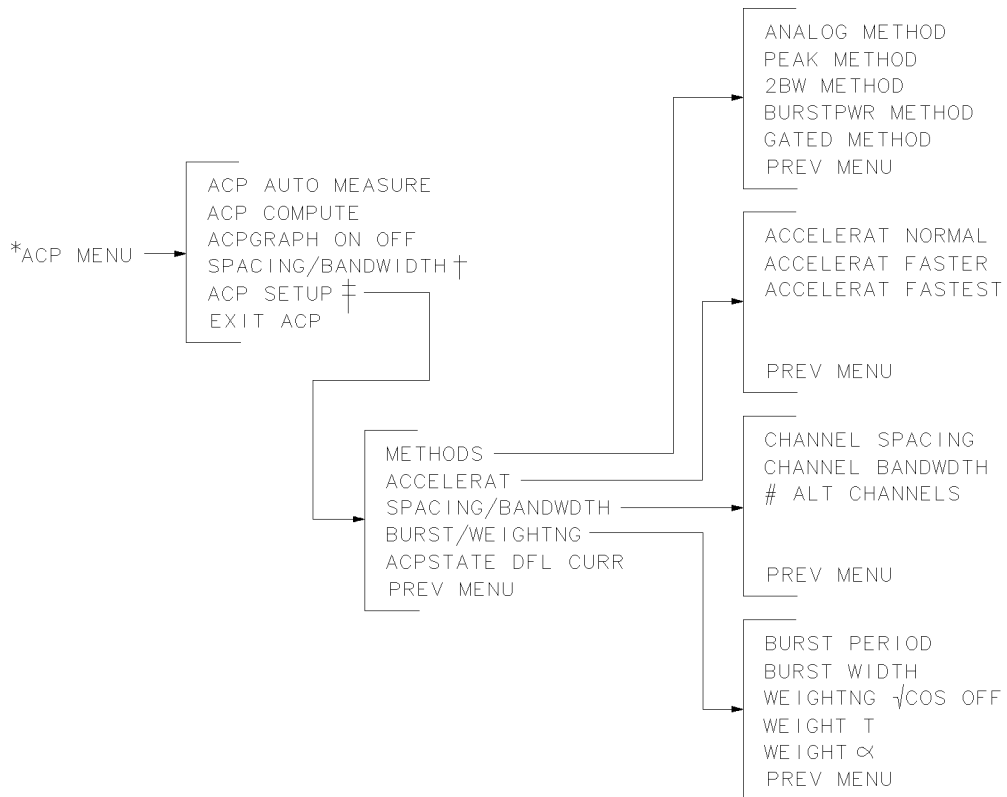 *ACP MENU
ACP AUTO MEASURE
ACP COMPUTE
ACPGRAPH ON OFF
SPACING/BANDWIDTH †
ACP SETUP ‡
EXIT ACP
METHODS
ACCELERAT
SPACING/BANDWDTH
BURST/WEIGHTNG
ACPSTATE DFL CURR
PREV MENU
ANALOG METHOD
PEAK METHOD
2BW METHOD
BURSTPWR METHOD
GATED METHOD
PREV MENU
ACCELERAT NORMAL
ACCELERAT FASTER
ACCELERAT FASTEST
PREV MENU
CHANNEL SPACING
CHANNEL BANDWDTH
# ALT CHANNELS
PREV MENU
BURST PERIOD
BURST WIDTH
WEIGHTNG √COS OFF
WEIGHT T
WEIGHT ∝
PREV MENU